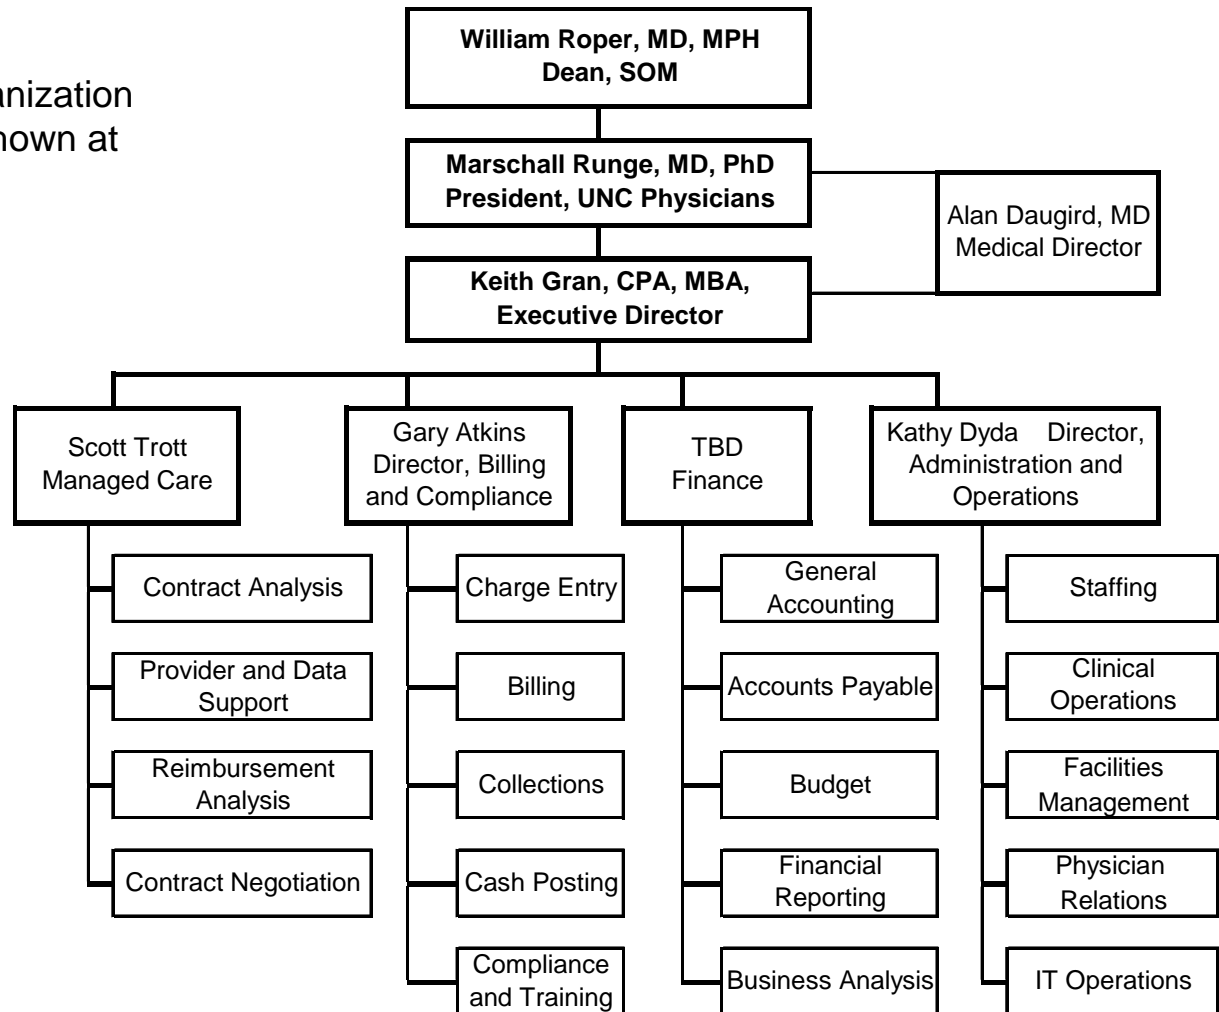 William Roper, MD, MPH
Dean, SOM
anization
nown at
Marschall Runge, MD, PhD
President, UNC Physicians
Alan Daugird, MD
Medical Director
Keith Gran, CPA, MBA,
Executive Director
Scott Trott
Managed Care
Gary Atkins
Director, Billing
and Compliance
TBD
Finance
Kathy Dyda Director,
Administration and
Operations
Contract Analysis
Provider and Data
Support
Reimbursement
Analysis
Contract Negotiation
Charge Entry
Billing
Collections
Cash Posting
Compliance
and Training
General
Accounting
Accounts Payable
Budget
Financial
Reporting
Business Analysis
Staffing
Clinical
Operations
Facilities
Management
Physician
Relations
IT Operations